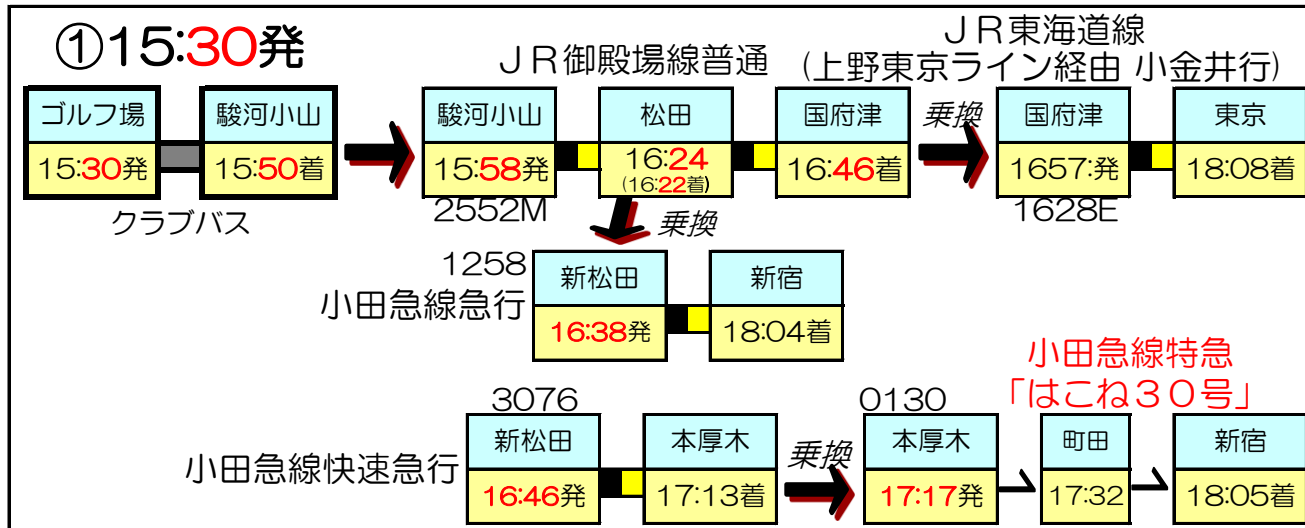 ①15:30発
JR御殿場線普通
JR東海道線
(上野東京ライン経由 小金井行)
ゴルフ場
15:30発
駿河小山
15:50着
クラブバス
駿河小山
15:58発
2552M
松田
16:24
(16:22着)
国府津
16:46着
乗換
国府津
1657:発
1628E
東京
18:08着
乗換
1258
小田急線急行
新松田
16:38発
新宿
18:04着
小田急線特急
「はこね30号」
小田急線快速急行
3076
新松田
16:46発
本厚木
17:13着
乗換
0130
本厚木
17:17発
町田
17:32
新宿
18:05着